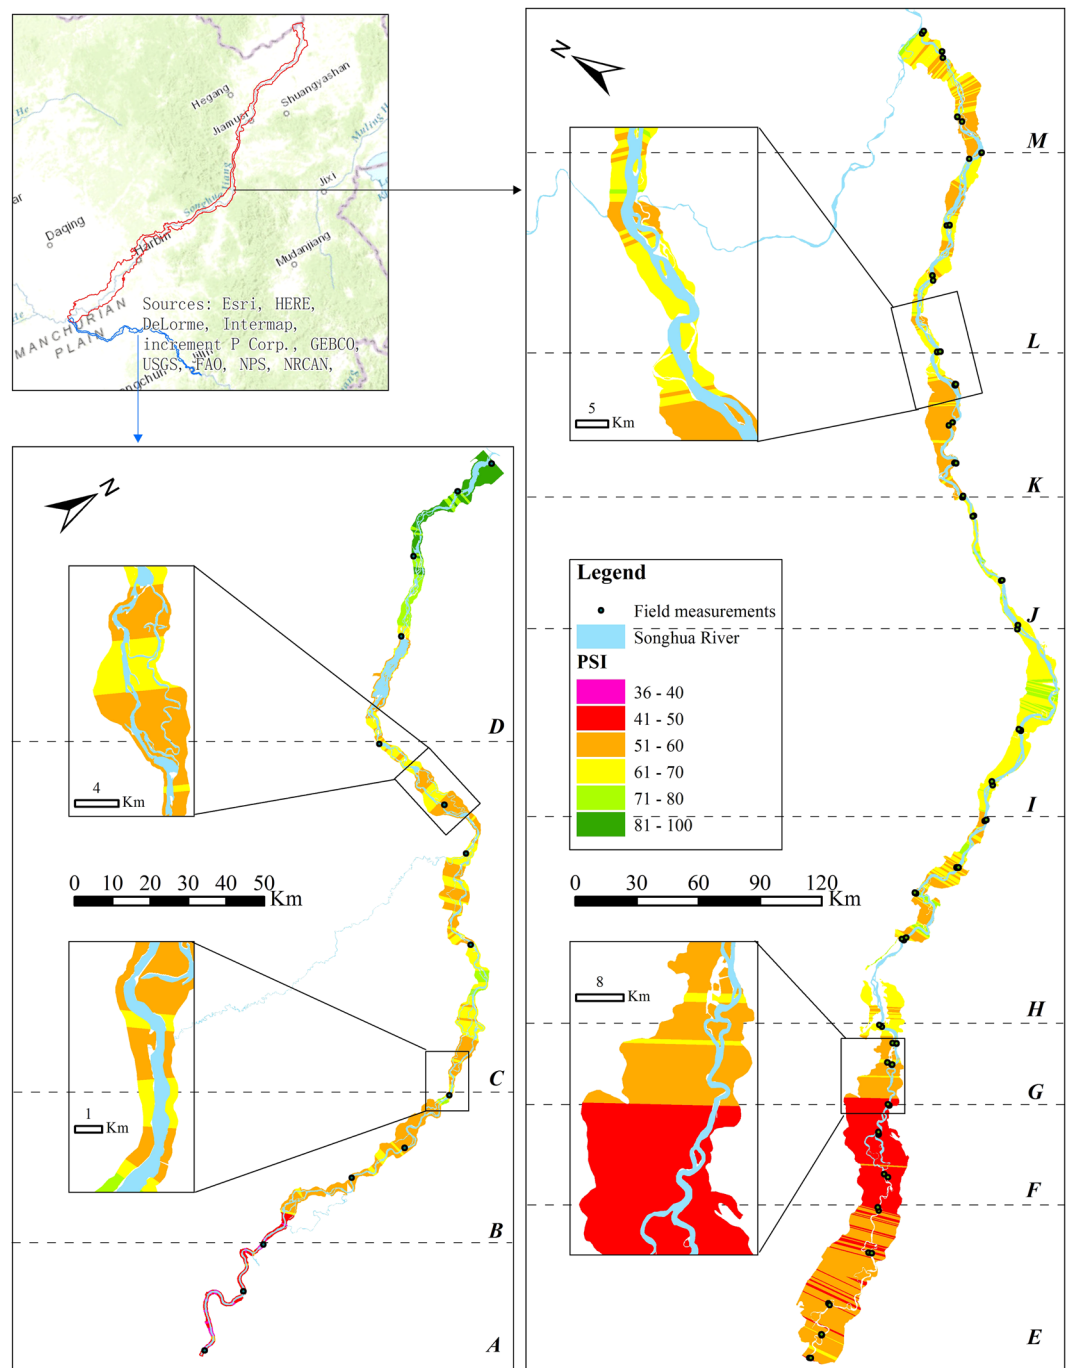 Hegang
Shuangyashan
Jiamusi
Jixi
Daqing
Harbin
Mudanjiang
MANCHURIAN
PLAIN
Sources: Esri, HERE,
DeLorme, Intermap,
increment P Corp., GEBCO,
USGS, FAO, NPS, NRCAN,
N
D
4
Km
0 10 20 30 40 50 Km
C
1
Km
B
A
N
M
L
5
Km
K
Legend
Field measurements
Songhua River
PSI
36 - 40
41 - 50
51 - 60
61 - 70
71 - 80
81 - 100
J
I
0 30 60 90 120 Km
8
Km
H
G
F
E